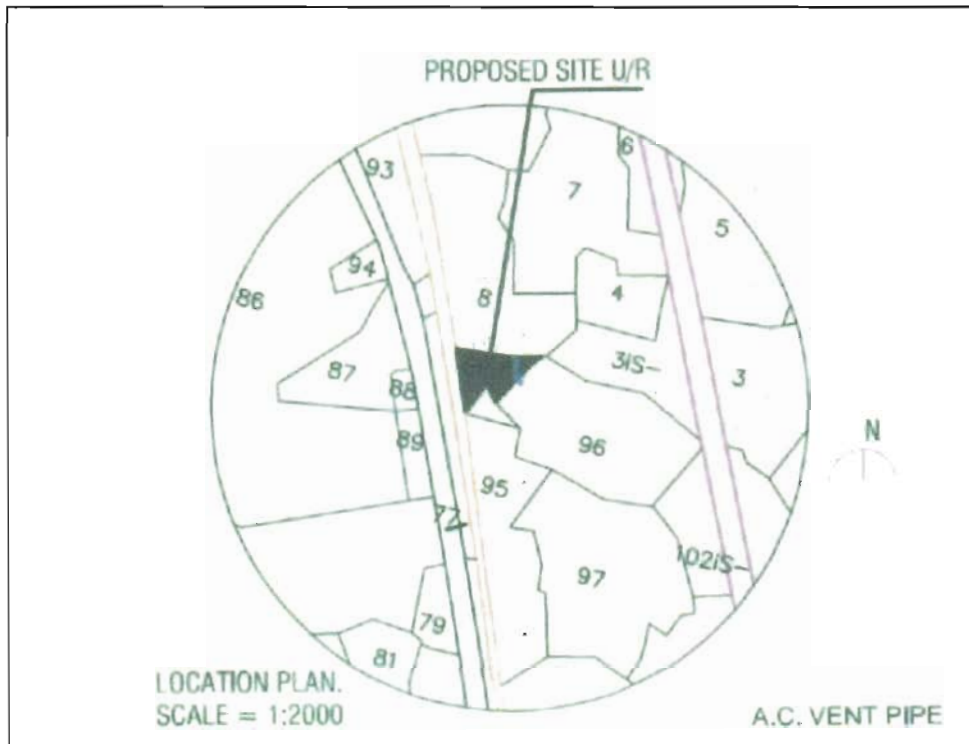 PROPOSED SITE U/R
93
6
7
5
94
86
8
4
87
3iS-
3
88
89
96
N
95
77
102iS-
97
79
81
LOCATION PLAN.
SCALE = 1:2000
A.C. VENT PIPE